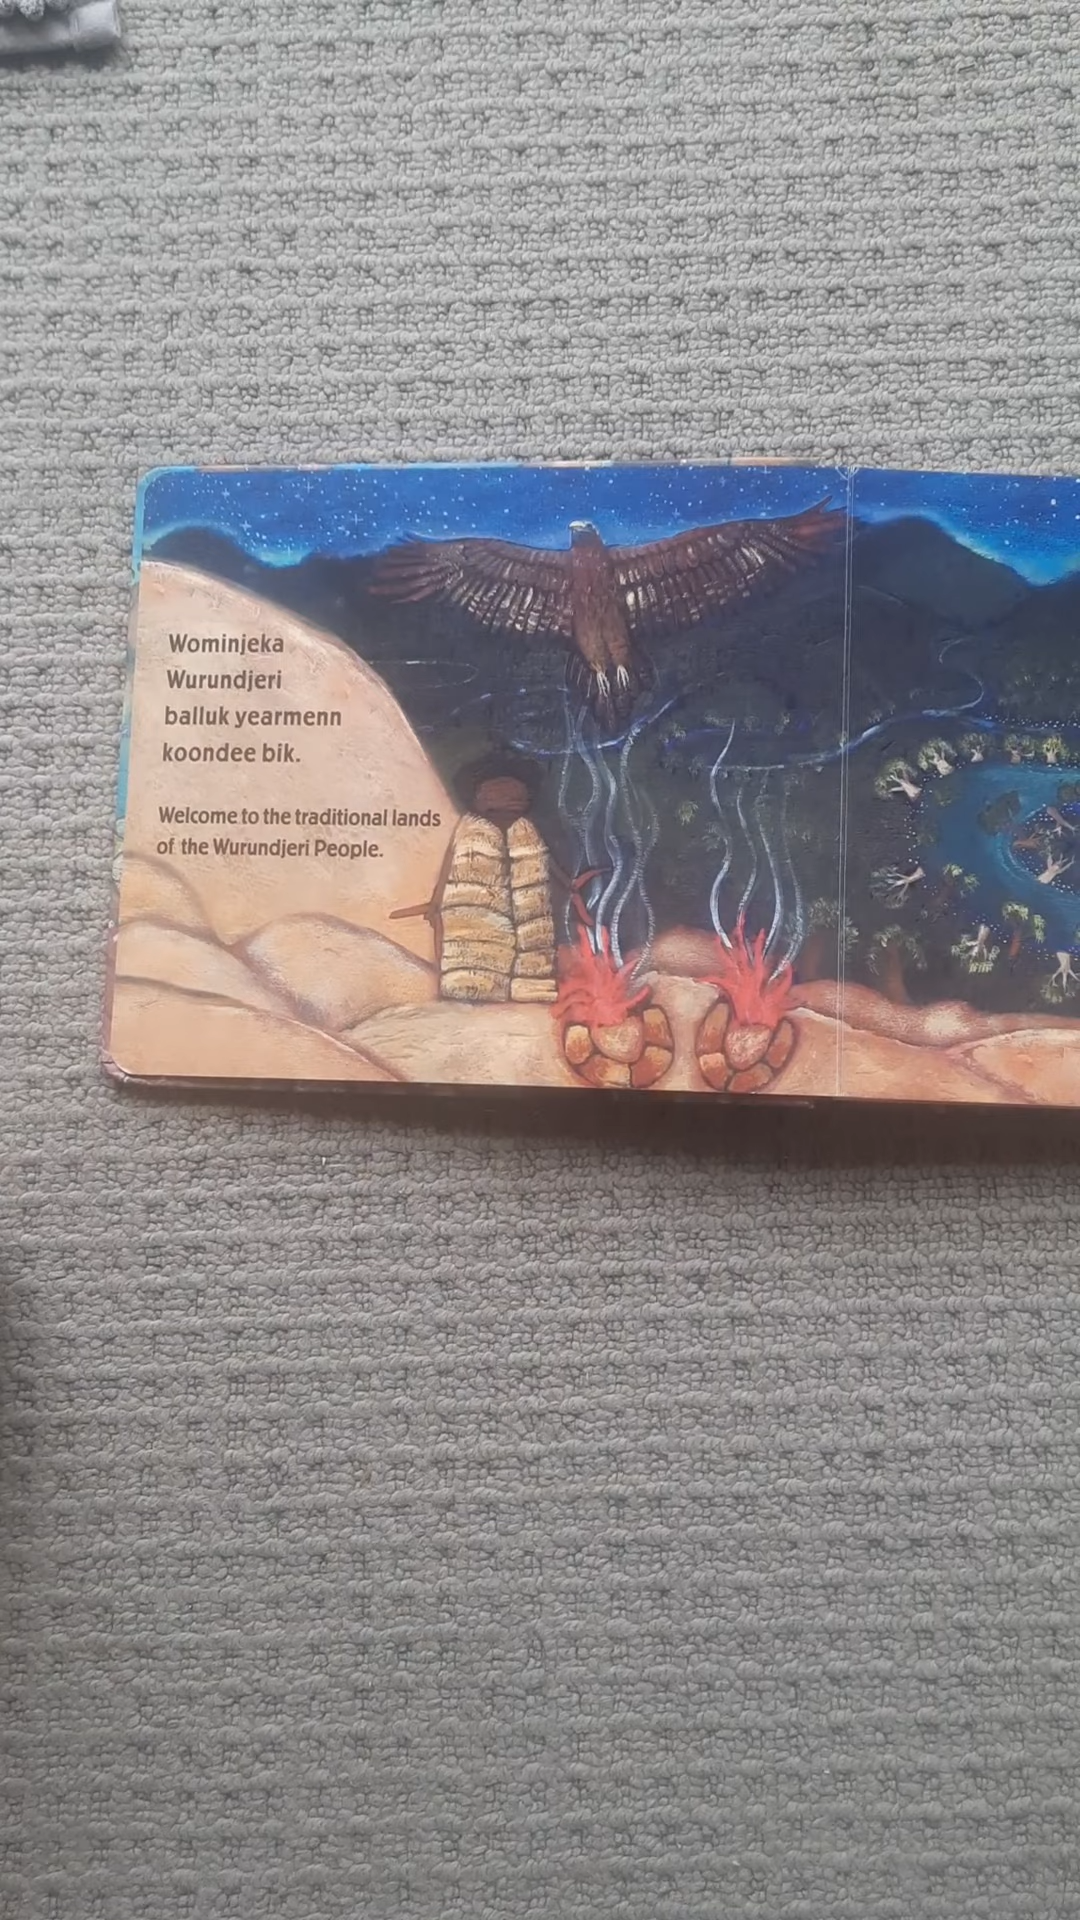 Wominjeka
Wurundjeri
balluk yearmenn
koondee bik.
Welcome to the traditional lands
of the Wurundjeri People.